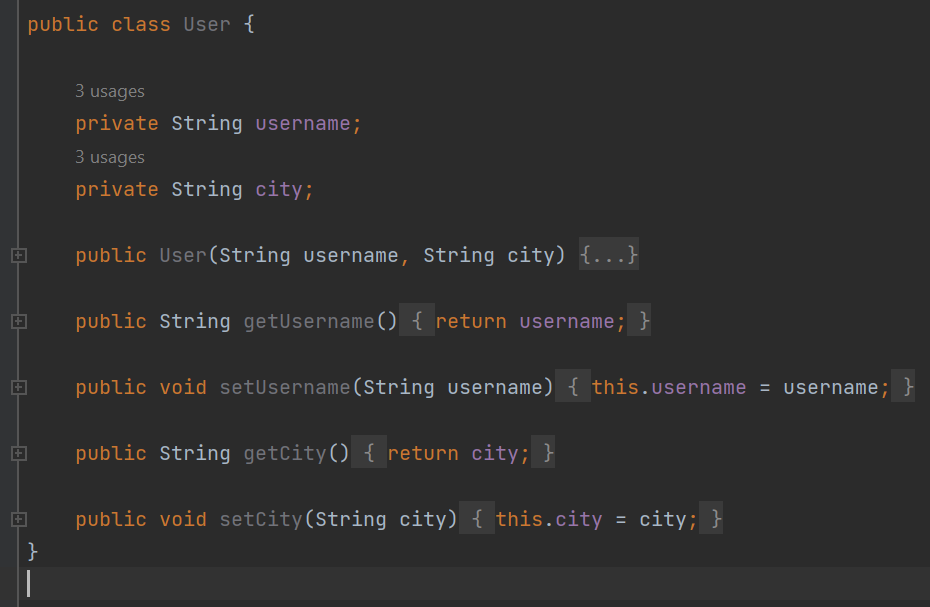 public class User {
3 usages
private String username;
3 usages
private String city;
public User(String username, String city) {...}
public String getUsername() { return username; }
public void setUsername(String username) { this.username = username; }
public String getCity() { return city; }
public void setCity(String city) { this.city = city; }
}